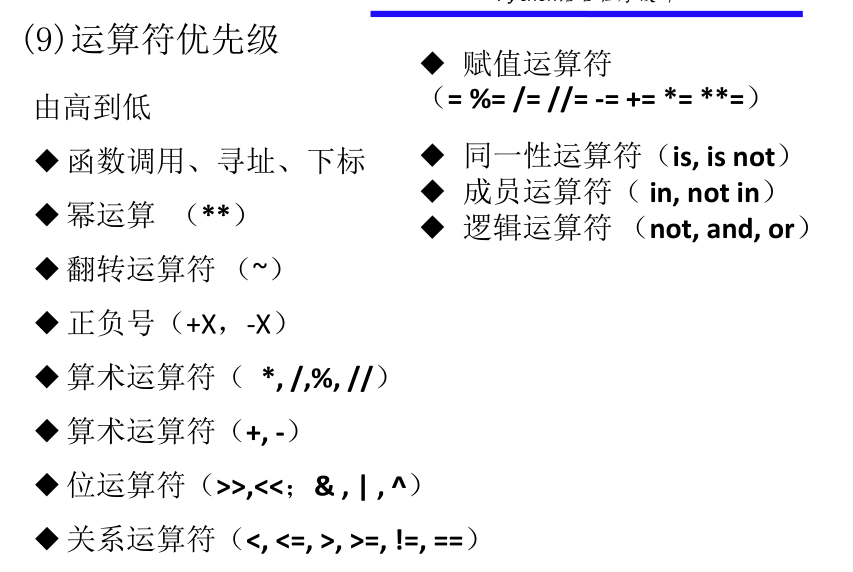 (9)运算符优先级
由高到低
◆ 函数调用、寻址、下标
◆ 幂运算 （**）
◆ 翻转运算符（~）
◆ 正负号（+X，-X）
◆ 算术运算符（ *, /,%, //）
◆ 算术运算符（+, -）
◆ 位运算符（>>,<<；& , | , ^）
◆ 关系运算符（<, <=, >, >=, !=, ==）
◆ 赋值运算符
（= %= /= //= -= += *= **=）
◆ 同一性运算符（is, is not）
◆ 成员运算符（ in, not in）
◆ 逻辑运算符 （not, and, or）